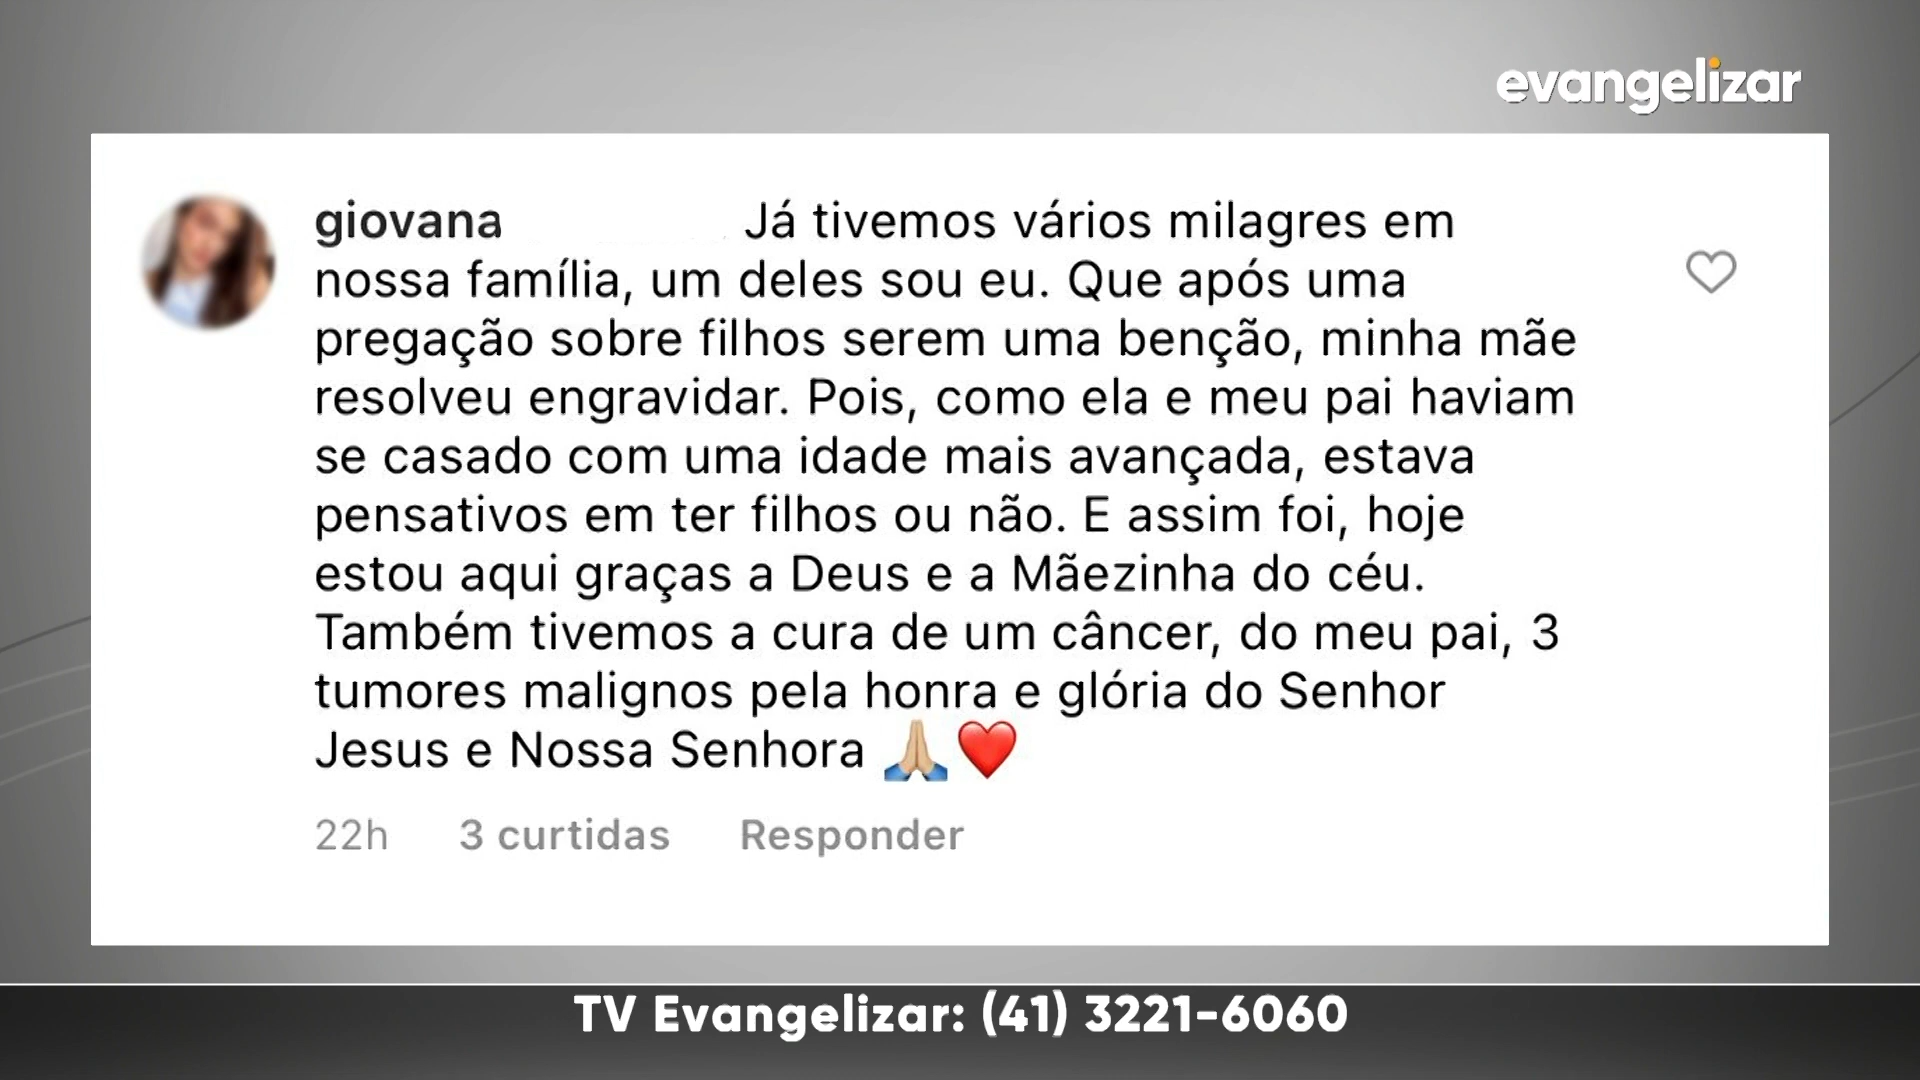 evangelizar
giovana Já tivemos vários milagres em
nossa família, um deles sou eu. Que após uma
pregação sobre filhos serem uma benção, minha mãe
resolveu engravidar. Pois, como ela e meu pai haviam
se casado com uma idade mais avançada, estava
pensativos em ter filhos ou não. E assim foi, hoje
estou aqui graças a Deus e a Mãezinha do céu.
Também tivemos a cura de um câncer, do meu pai, 3
tumores malignos pela honra e glória do Senhor
Jesus e Nossa Senhora 🙏🏼❤️
22h 3 curtidas Responder
TV Evangelizar: (41) 3221-6060